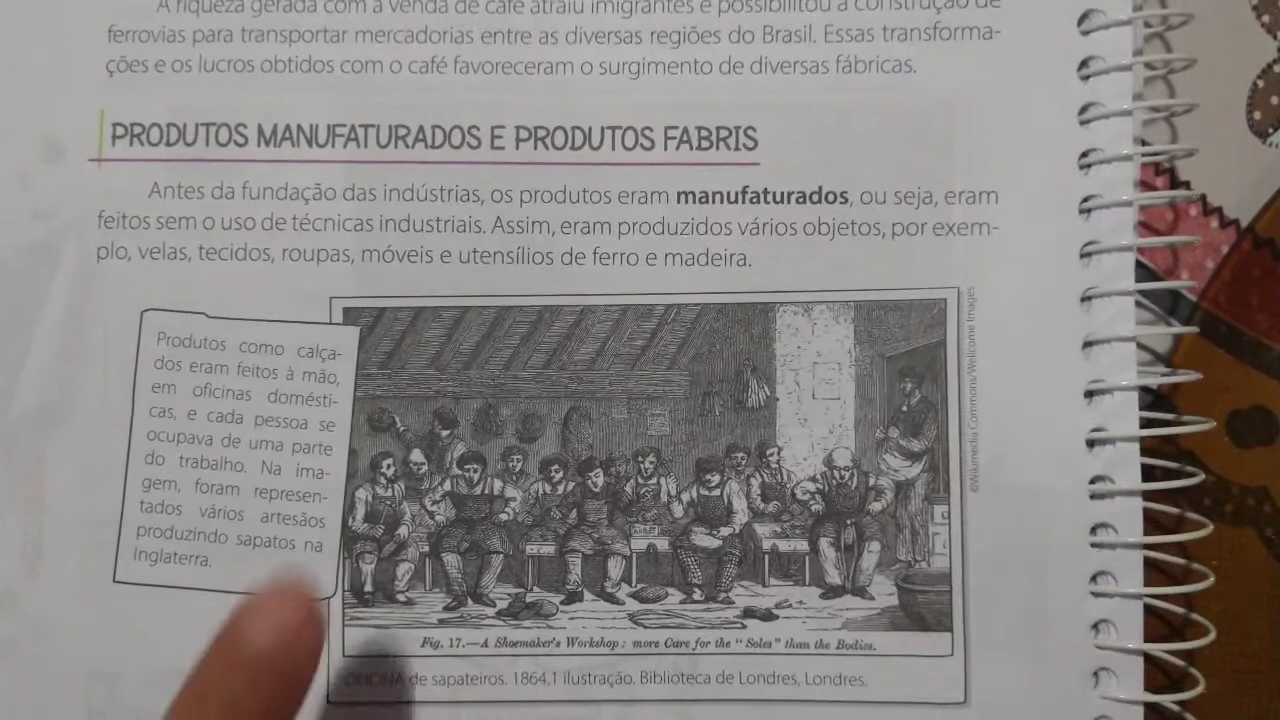 A riqueza gerada com a venda de café atraiu imigrantes e possibilitou a construção de
ferrovias para transportar mercadorias entre as diversas regiões do Brasil. Essas transforma-
ções e os lucros obtidos com o café favoreceram o surgimento de diversas fábricas.
PRODUTOS MANUFATURADOS E PRODUTOS FABRIS
Antes da fundação das indústrias, os produtos eram manufaturados, ou seja, eram
feitos sem o uso de técnicas industriais. Assim, eram produzidos vários objetos, por exem-
plo, velas, tecidos, roupas, móveis e utensílios de ferro e madeira.
Produtos como calça-
dos eram feitos à mão,
em oficinas domésti-
cas, e cada pessoa se
ocupava de uma parte
do trabalho. Na ima-
gem, foram represen-
tados vários artesãos
produzindo sapatos na
Inglaterra.
©Wikimedia Commons/Wellcome Images
Fig. 17.—A Shoemaker's Workshop: more Care for the "Soles" than the Bodies.
OFICINA de sapateiros. 1864.1 ilustração. Biblioteca de Londres, Londres.